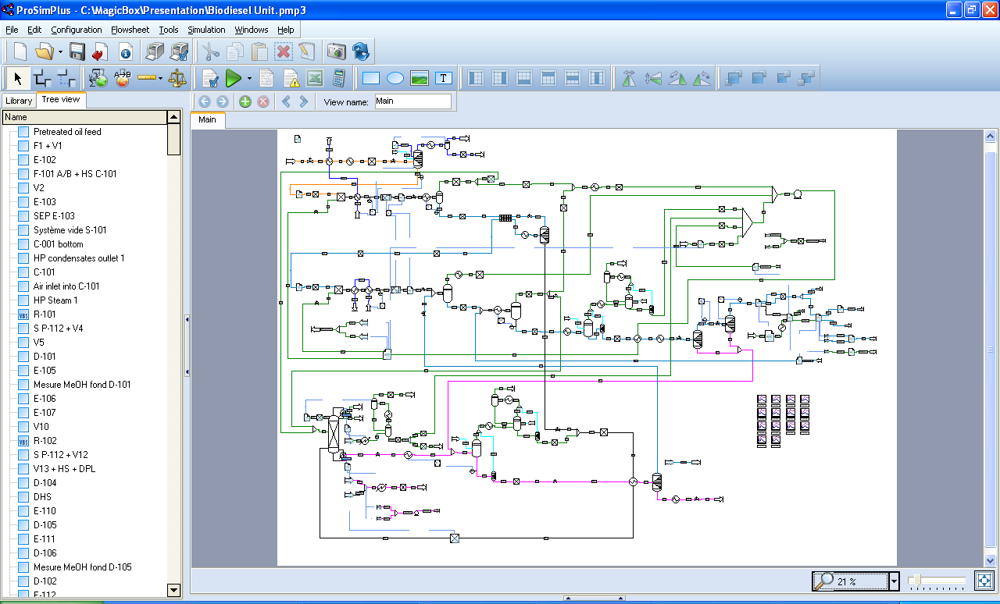 ProSimPlus - C:\MagicBox\Presentation\Biodiesel Unit.pmp3
File Edit Configuration Flowsheet Tools Simulation Windows Help
Library Tree view
View name: Main
Name
Main
Pretreated oil feed
F1 + V1
E-102
F-101 A/B + HS C-101
V2
E-103
SEP E-103
Système vide S-101
C-001 bottom
HP condensates outlet 1
C-101
Air inlet into C-101
HP Steam 1
VBS R-101
S P-112 + V4
V5
D-101
E-105
Mesure MeOH fond D-101
E-106
E-107
V10
VBS R-102
S P-112 + V12
V13 + HS + DPL
D-104
DHS
E-110
D-105
E-111
D-106
Mesure MeOH fond D-105
D-102
E-112
21 %